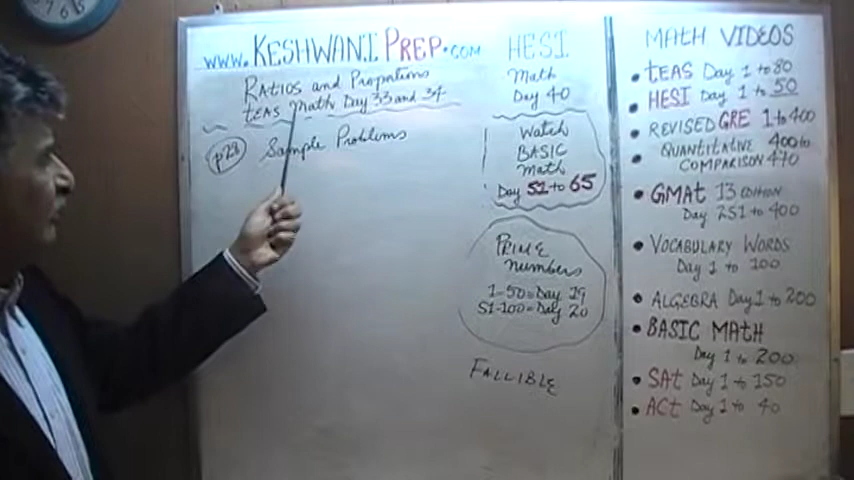 www.KESHWANI PREP.com
RATIOS and Propotions
TEAS Math Day 33 and 34
p23
Sample Problems
HESI
Math
Day 40
Watch
BASIC
Math
Day 51 to 65
PRIME
numbers
1-50=Day 19
51-100=Day 20
FALLIBLE
MATH VIDEOS
• TEAS Day 1 to 80
• HESI Day 1 to 50
• REVISED GRE 1 to 400
• QUANTITATIVE 400 to
COMPARISON 470
• GMAT 13 EDITION
Day 251 to 400
• VOCABULARY WORDS
Day 1 to 100
• ALGEBRA Day 1 to 200
• BASIC MATH
Day 1 to 200
• SAT Day 1 to 150
• ACT Day 1 to 40